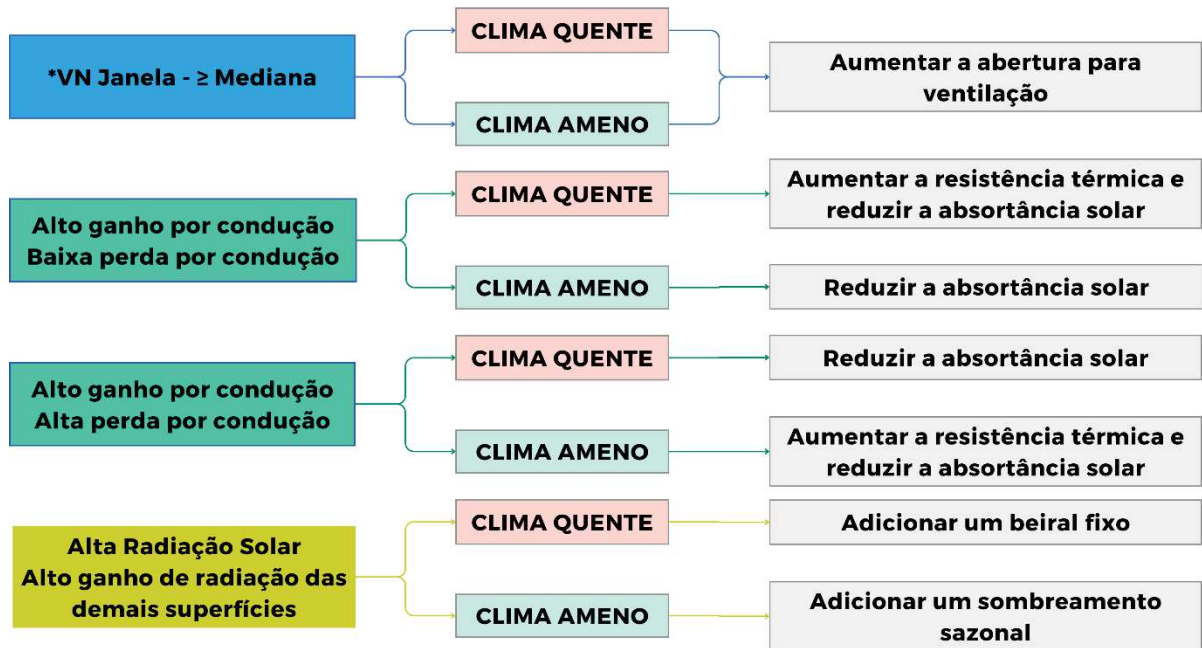 *VN Janela - ≥ Mediana
CLIMA QUENTE
CLIMA AMENO
Aumentar a abertura para
ventilação
Alto ganho por condução
Baixa perda por condução
CLIMA QUENTE
Aumentar a resistência térmica e
reduzir a absortância solar
CLIMA AMENO
Reduzir a absortância solar
Alto ganho por condução
Alta perda por condução
CLIMA QUENTE
Reduzir a absortância solar
CLIMA AMENO
Aumentar a resistência térmica e
reduzir a absortância solar
Alta Radiação Solar
Alto ganho de radiação das
demais superfícies
CLIMA QUENTE
Adicionar um beiral fixo
CLIMA AMENO
Adicionar um sombreamento
sazonal